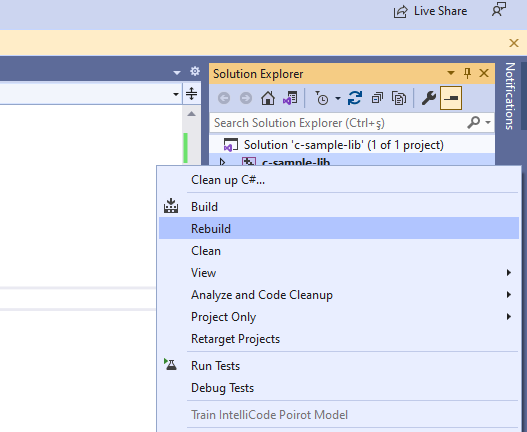 Live Share
Solution Explorer
Search Solution Explorer (Ctrl+ş)
Solution 'c-sample-lib' (1 of 1 project)
c-sample-lib
Clean up C#...
Build
Rebuild
Clean
View
Analyze and Code Cleanup
Project Only
Retarget Projects
Run Tests
Debug Tests
Train IntelliCode Poirot Model
Notifications